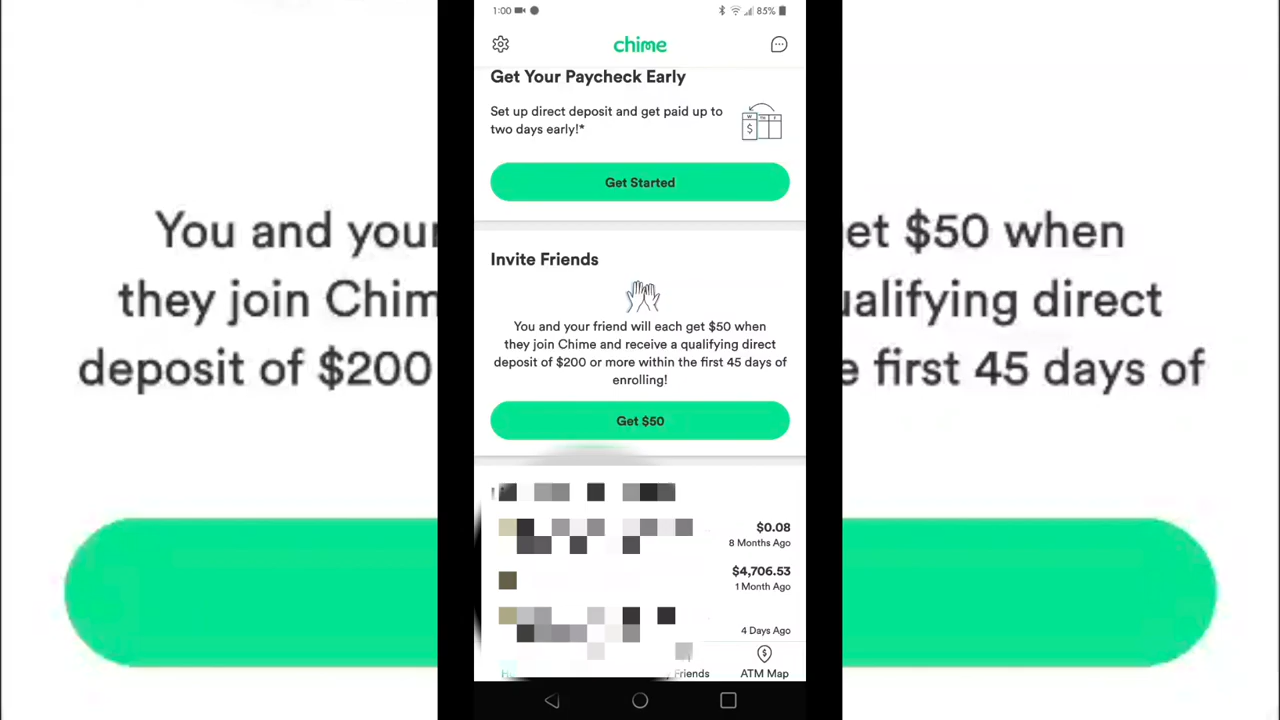 1:00
85%
chime
Get Your Paycheck Early
Set up direct deposit and get paid up to
two days early!*
W
$
Get Started
Invite Friends
You and your friend will each get $50 when
they join Chime and receive a qualifying direct
deposit of $200 or more within the first 45 days of
enrolling!
Get $50
$0.08
8 Months Ago
$4,706.53
1 Month Ago
4 Days Ago
Friends
$
ATM Map
You and your
get $50 when
they join Chime
qualifying direct
deposit of $200
first 45 days of